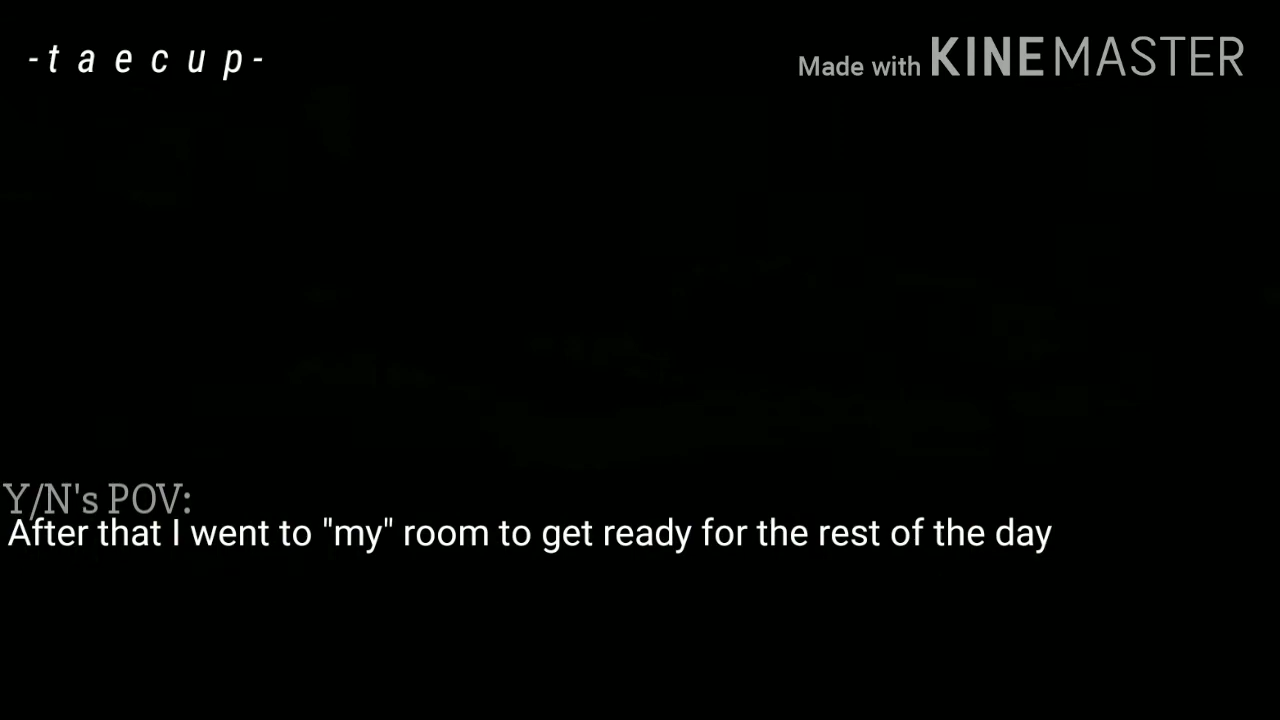 -taecup-
Made with KINEMASTER
Y/N's POV:
After that I went to "my" room to get ready for the rest of the day